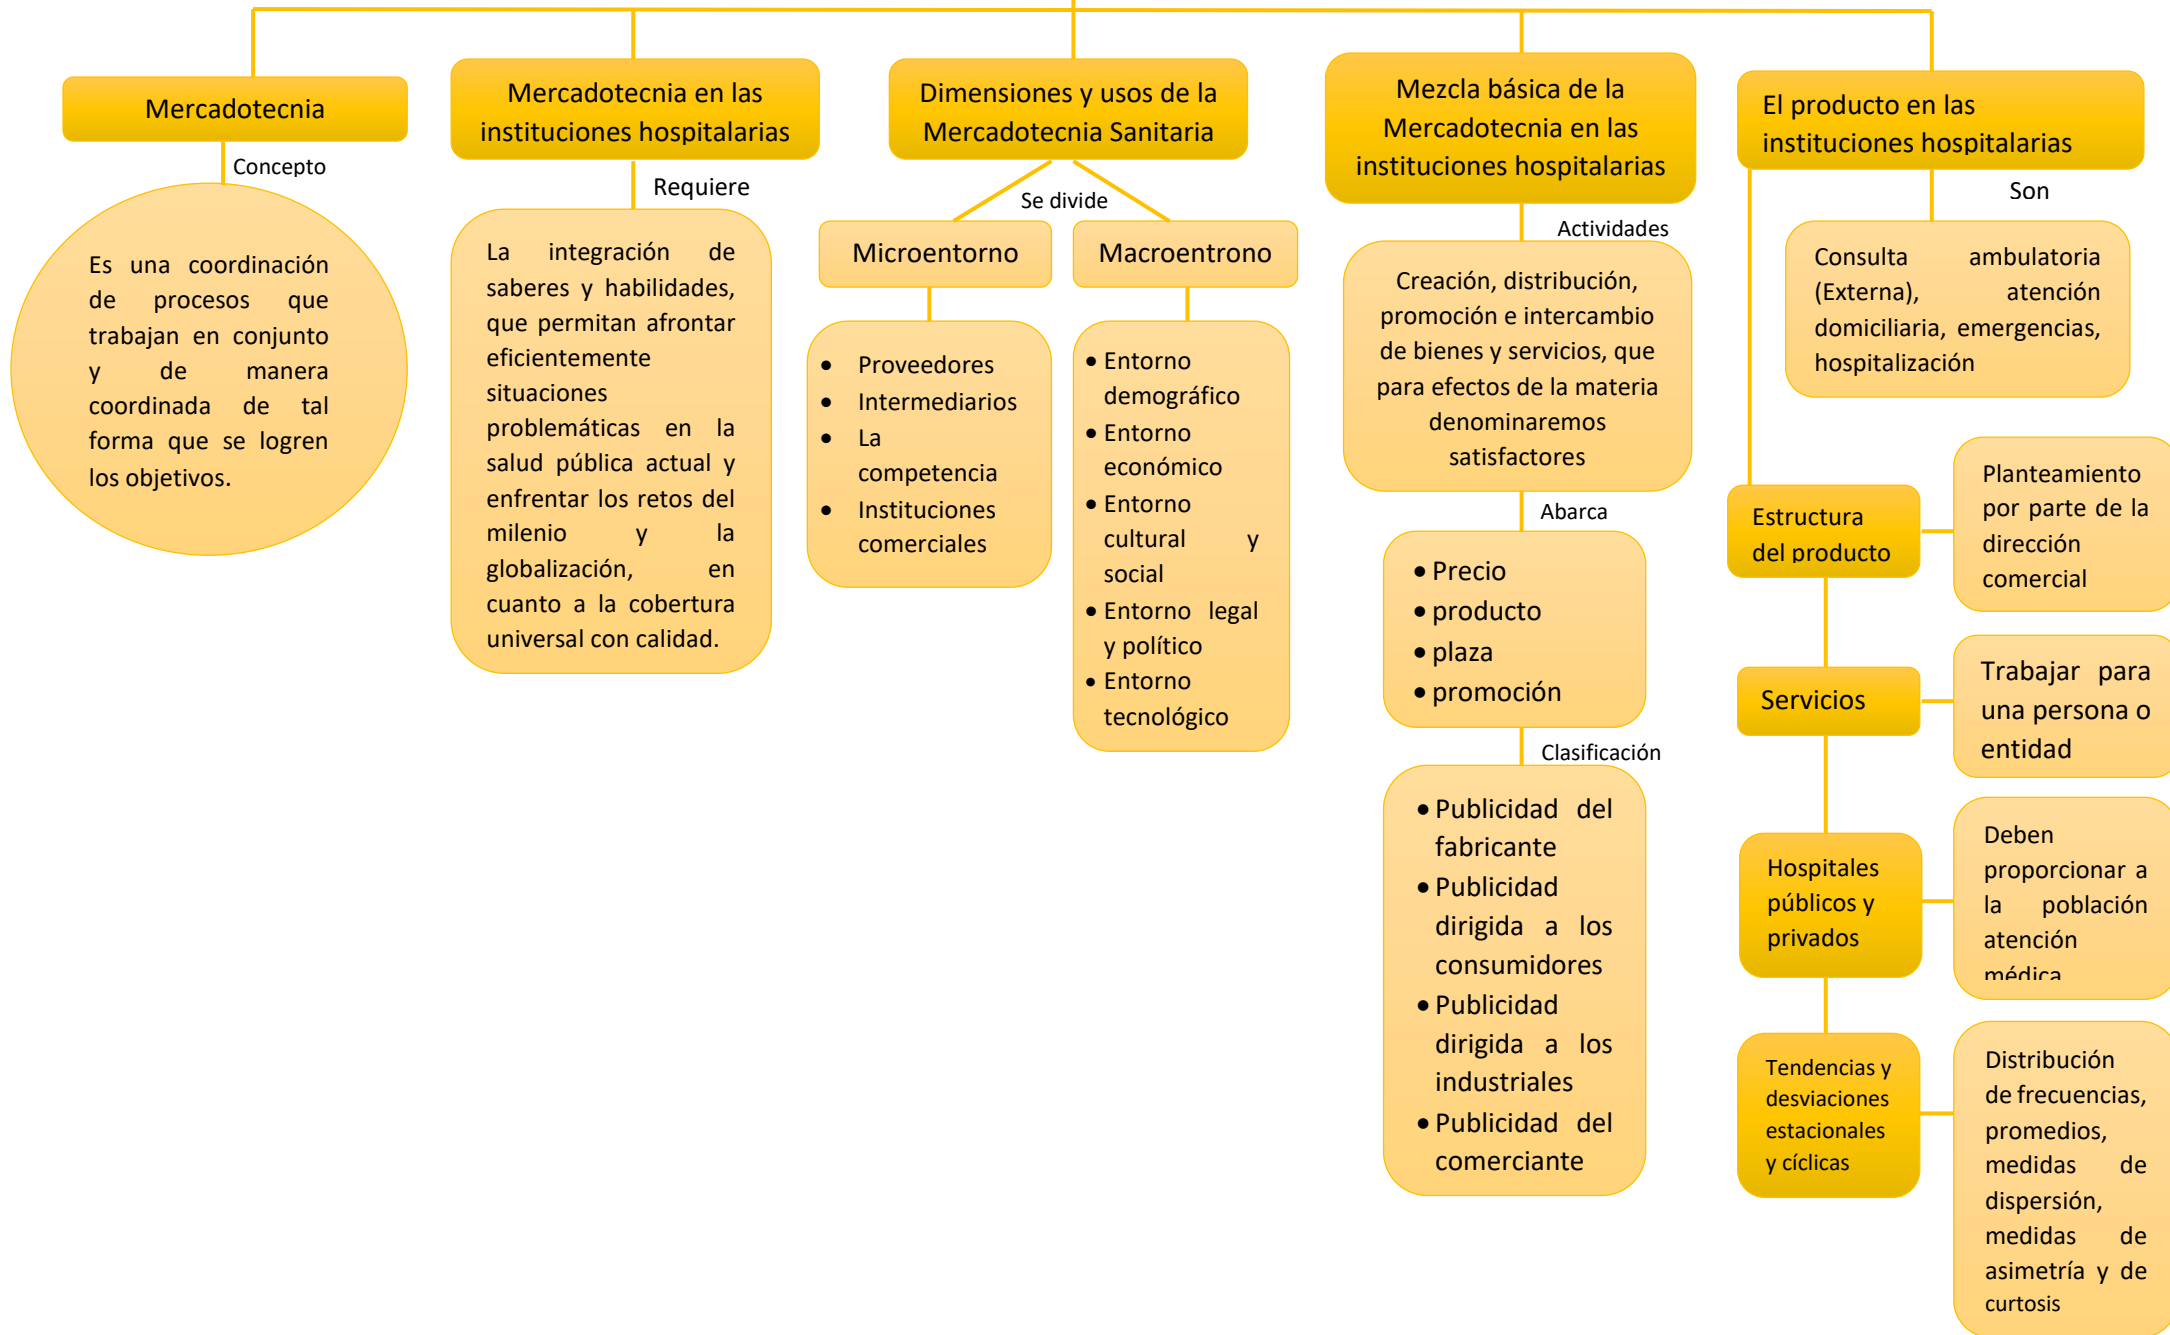 Mercadotecnia
Concepto
Es una coordinación
de procesos que
trabajan en conjunto
y de manera
coordinada de tal
forma que se logren
los objetivos.
Mercadotecnia en las
instituciones hospitalarias
Requiere
La integración de
saberes y habilidades,
que permitan afrontar
eficientemente
situaciones
problemáticas en la
salud pública actual y
enfrentar los retos del
milenio y la
globalización, en
cuanto a la cobertura
universal con calidad.
Dimensiones y usos de la
Mercadotecnia Sanitaria
Se divide
Microentorno
• Proveedores
• Intermediarios
• La
competencia
• Instituciones
comerciales
Macroentrono
• Entorno
demográfico
• Entorno
económico
• Entorno
cultural y
social
• Entorno legal
y político
• Entorno
tecnológico
Mezcla básica de la
Mercadotecnia en las
instituciones hospitalarias
Actividades
Creación, distribución,
promoción e intercambio
de bienes y servicios, que
para efectos de la materia
denominaremos
satisfactores
Abarca
• Precio
• producto
• plaza
• promoción
Clasificación
• Publicidad del
fabricante
• Publicidad
dirigida a los
consumidores
• Publicidad
dirigida a los
industriales
• Publicidad del
comerciante
El producto en las
instituciones hospitalarias
Son
Consulta ambulatoria
(Externa), atención
domiciliaria, emergencias,
hospitalización
Estructura
del producto
Planteamiento
por parte de la
dirección
comercial
Servicios
Trabajar para
una persona o
entidad
Hospitales
públicos y
privados
Deben
proporcionar a
la población
atención
médica
Tendencias y
desviaciones
estacionales
y cíclicas
Distribución
de frecuencias,
promedios,
medidas de
dispersión,
medidas de
asimetría y de
curtosis